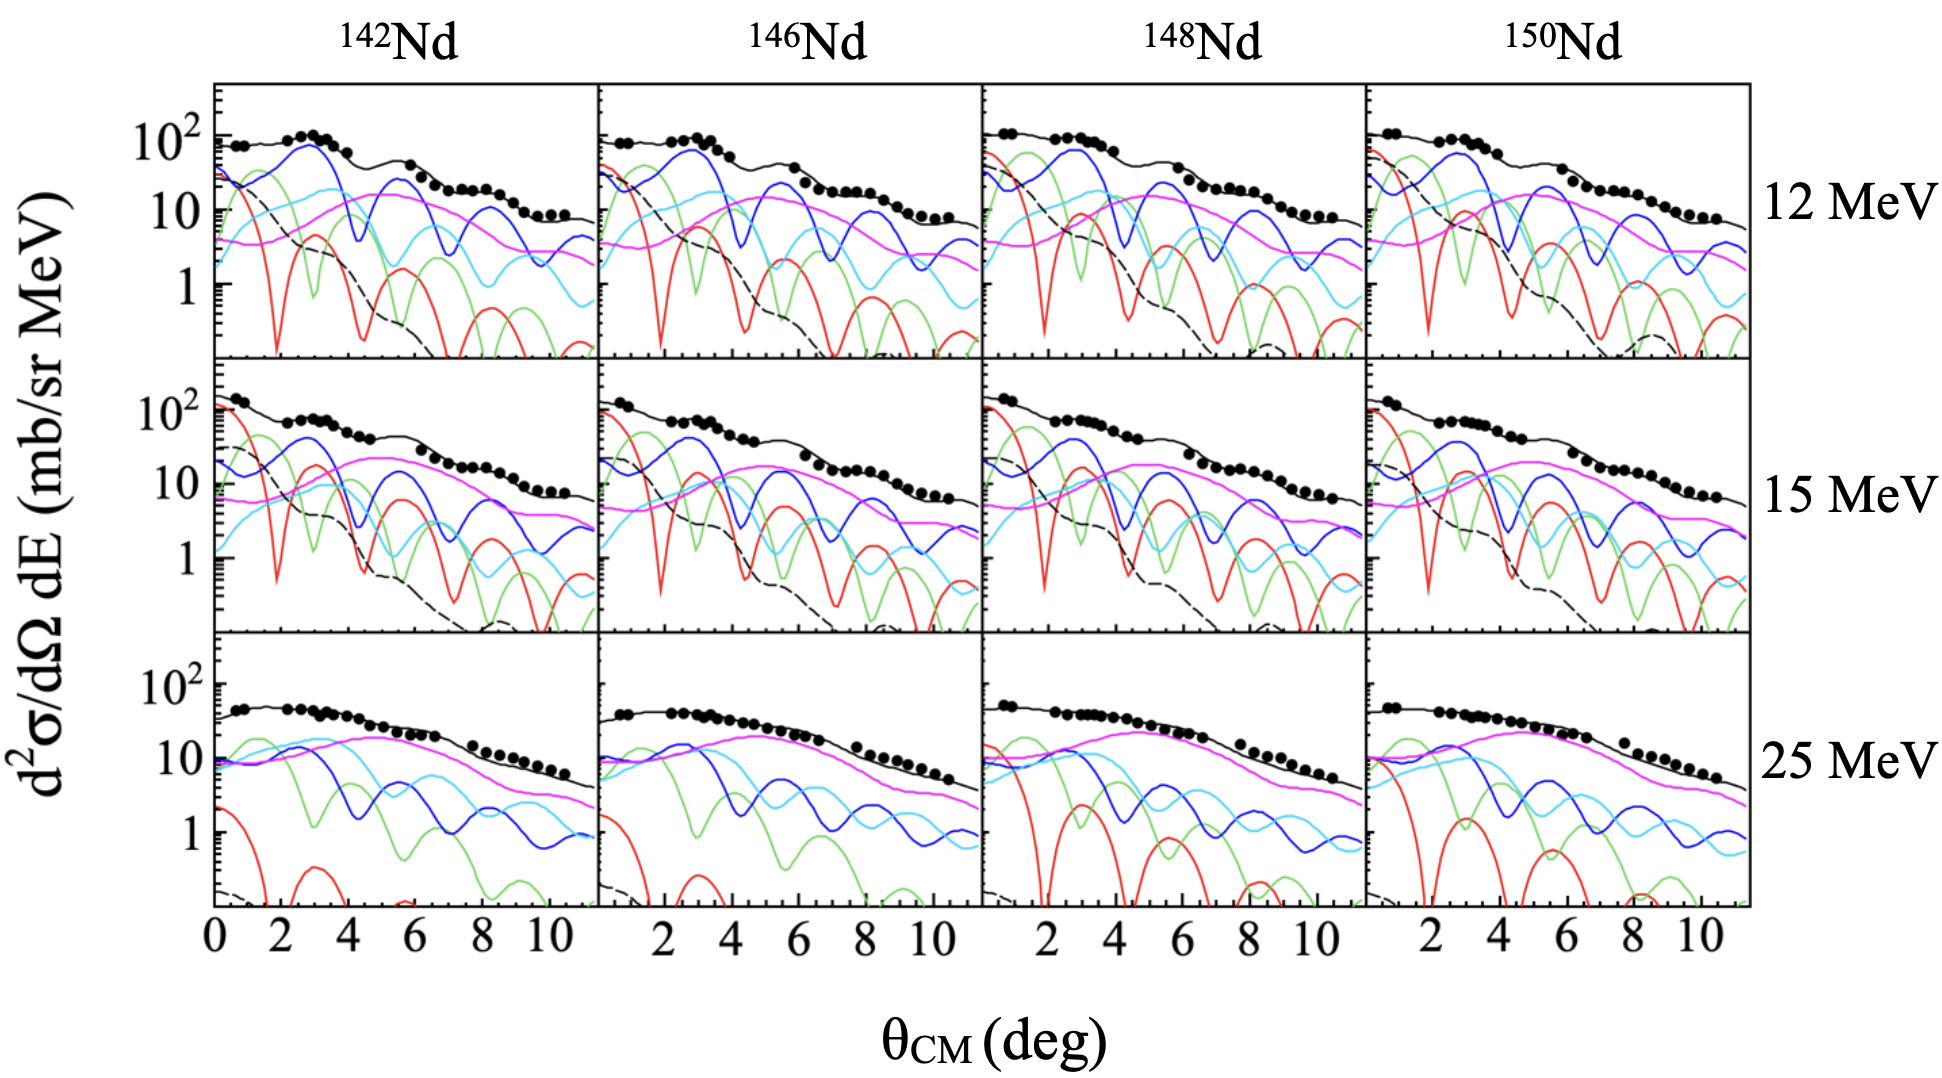 ¹⁴²Nd ¹⁴⁶Nd ¹⁴⁸Nd ¹⁵⁰Nd
d²σ/dΩ dE (mb/sr MeV)
10²
10
1
12 MeV
10²
10
1
15 MeV
10²
10
1
25 MeV
0 2 4 6 8 10 2 4 6 8 10 2 4 6 8 10 2 4 6 8 10
θCM (deg)